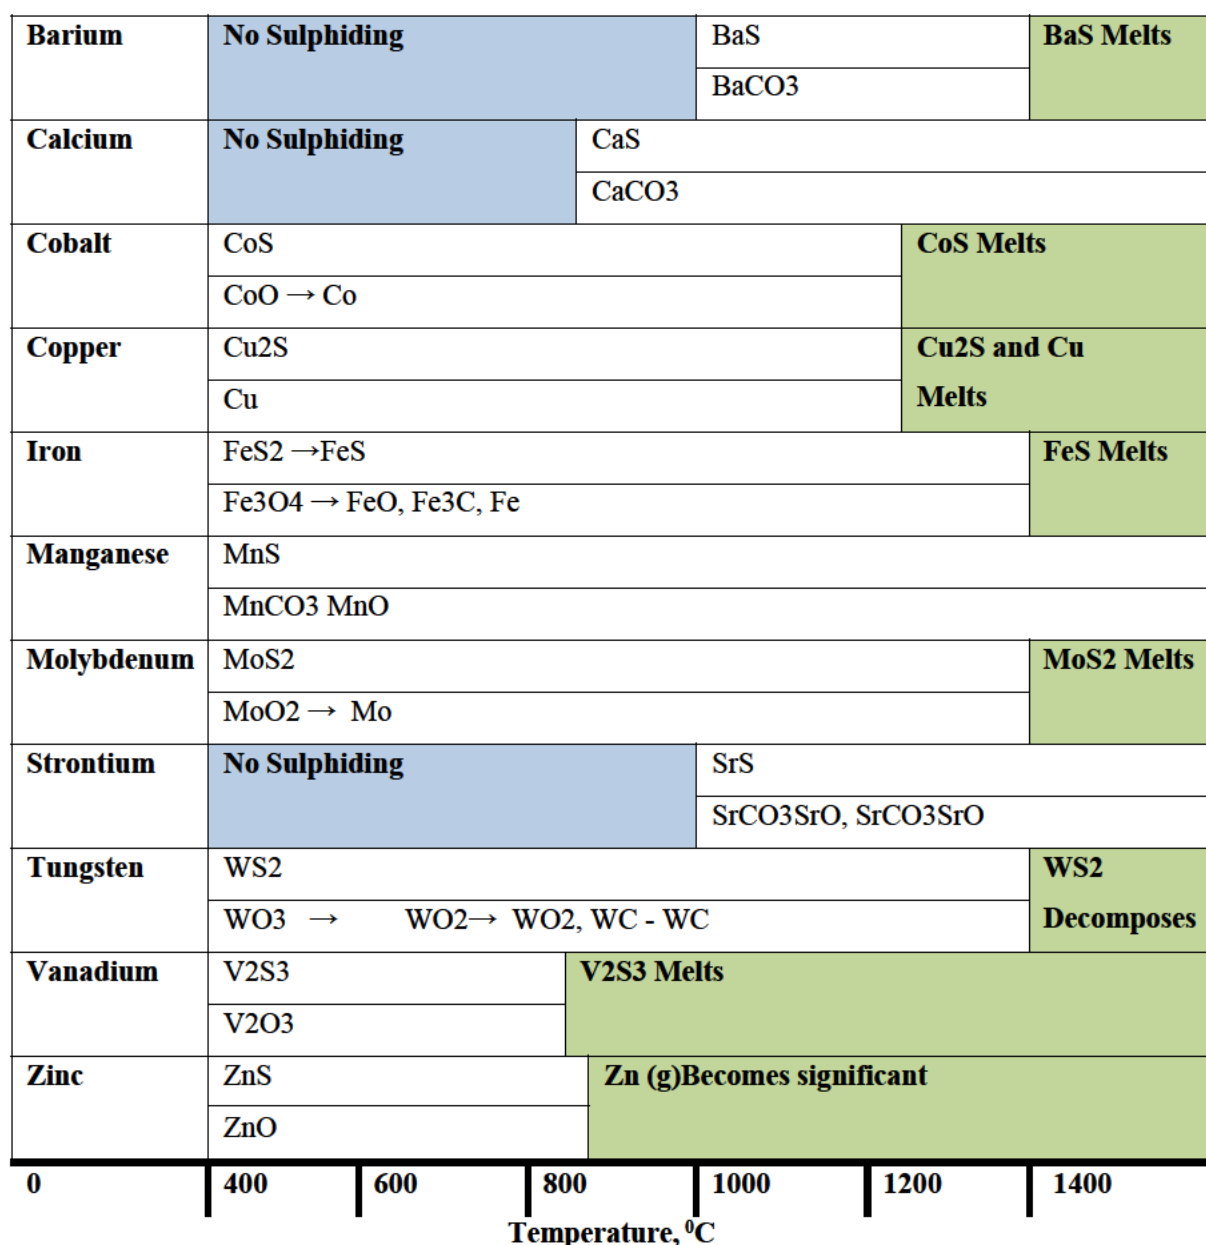 Barium No Sulphiding BaS BaS Melts
BaCO3
Calcium No Sulphiding CaS
CaCO3
Cobalt CoS CoS Melts
CoO → Co
Copper Cu2S Cu2S and Cu
Cu Melts
Iron FeS2 →FeS FeS Melts
Fe3O4 → FeO, Fe3C, Fe
Manganese MnS
MnCO3 MnO
Molybdenum MoS2 MoS2 Melts
MoO2 → Mo
Strontium No Sulphiding SrS
SrCO3SrO, SrCO3SrO
Tungsten WS2 WS2
WO3 → WO2→ WO2, WC - WC Decomposes
Vanadium V2S3 V2S3 Melts
V2O3
Zinc ZnS Zn (g)Becomes significant
ZnO
0 400 600 800 1000 1200 1400
Temperature, ⁰C